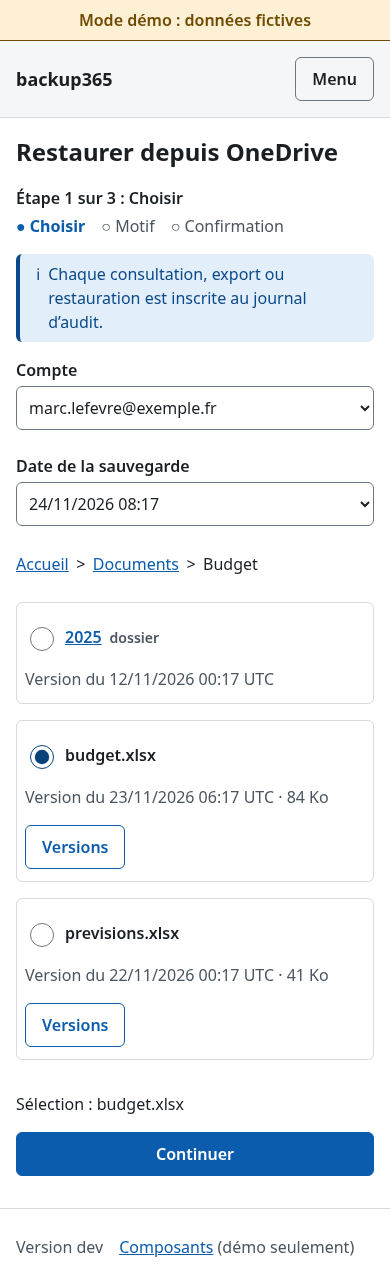 Mode démo : données fictives
backup365
Menu
Restaurer depuis OneDrive
Étape 1 sur 3 : Choisir
● Choisir ○ Motif ○ Confirmation
i Chaque consultation, export ou
restauration est inscrite au journal
d’audit.
Compte
marc.lefevre@exemple.fr
Date de la sauvegarde
24/11/2026 08:17
Accueil > Documents > Budget
2025 dossier
Version du 12/11/2026 00:17 UTC
budget.xlsx
Version du 23/11/2026 06:17 UTC · 84 Ko
Versions
previsions.xlsx
Version du 22/11/2026 00:17 UTC · 41 Ko
Versions
Sélection : budget.xlsx
Continuer
Version dev Composants (démo seulement)